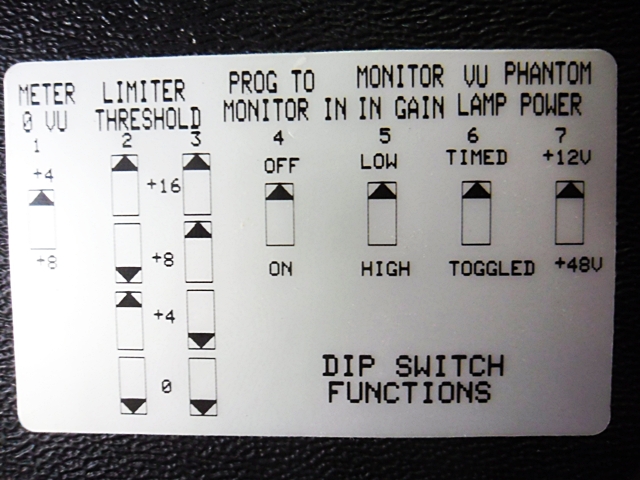 METER LIMITER PROG TO MONITOR VU PHANTOM
0 VU THRESHOLD MONITOR IN IN GAIN LAMP POWER
1 2 3 4 5 6 7
+4 OFF LOW TIMED +12V
+16
+8 +8 ON HIGH TOGGLED +48V
+4
0
DIP SWITCH
FUNCTIONS